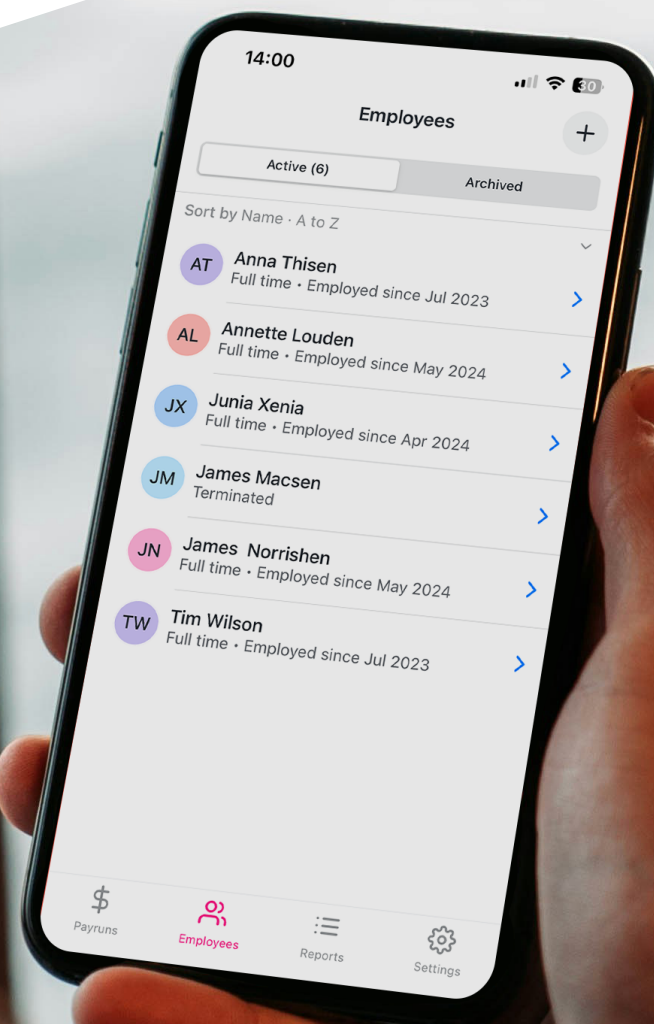 14:00
30
Employees
+
Active (6)
Archived
Sort by Name · A to Z
AT
Anna Thisen
Full time • Employed since Jul 2023
AL
Annette Louden
Full time • Employed since May 2024
JX
Junia Xenia
Full time • Employed since Apr 2024
JM
James Macsen
Terminated
JN
James  Norrishen
Full time • Employed since May 2024
TW
Tim Wilson
Full time • Employed since Jul 2023
$
Payruns
Employees
Reports
Settings